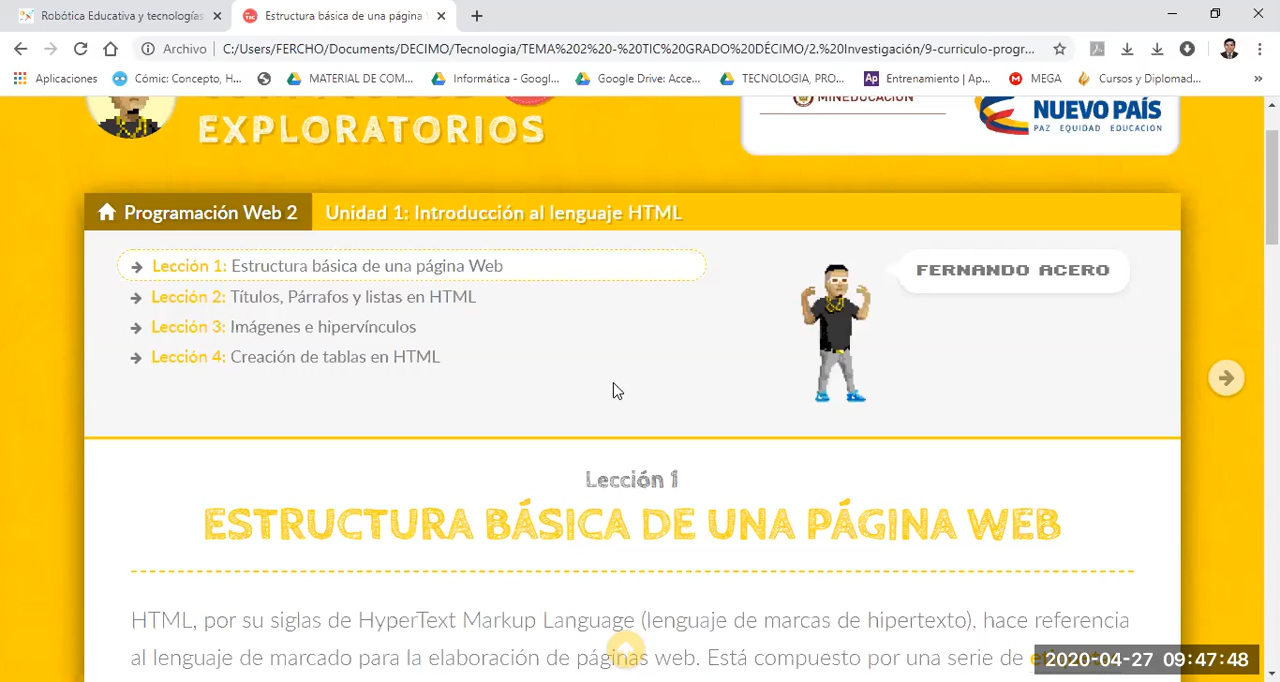 Robótica Educativa y tecnologías
Estructura básica de una página
Archivo
C:/Users/FERCHO/Documents/DECIMO/Tecnologia/TEMA%202%20-%20TIC%20GRADO%20DÉCIMO/2.%20Investigación/9-curriculo-progr...
Aplicaciones
Cómic: Concepto, H...
MATERIAL DE COM...
Informática - Googl...
Google Drive: Acce...
TECNOLOGIA, PRO...
Ap
Entrenamiento | Ap...
M
MEGA
Cursos y Diplomad...
»
EXPLORATORIOS
MINEDUCACIÓN
NUEVO PAÍS
PAZ EQUIDAD EDUCACIÓN
Programación Web 2
Unidad 1: Introducción al lenguaje HTML
Lección 1: Estructura básica de una página Web
Lección 2: Títulos, Párrafos y listas en HTML
Lección 3: Imágenes e hipervínculos
Lección 4: Creación de tablas en HTML
FERNANDO ACERO
Lección 1
ESTRUCTURA BÁSICA DE UNA PÁGINA WEB
HTML, por su siglas de HyperText Markup Language (lenguaje de marcas de hipertexto), hace referencia
al lenguaje de marcado para la elaboración de páginas web. Está compuesto por una serie de
2020-04-27 09:47:48